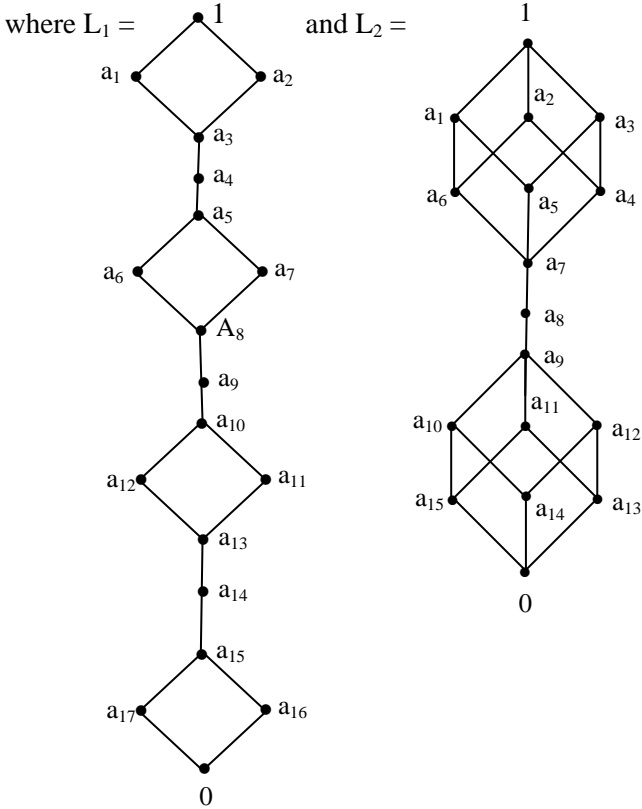 where L₁ = 1 and L₂ = 1
a₁ a₂
a₃
a₄
a₅
a₆ a₇
A₈
a₉
a₁₀
a₁₂ a₁₁
a₁₃
a₁₄
a₁₅
a₁₇ a₁₆
0
a₂
a₁ a₃
a₆ a₅ a₄
a₇
a₈
a₉
a₁₁
a₁₀ a₁₂
a₁₅ a₁₄ a₁₃
0